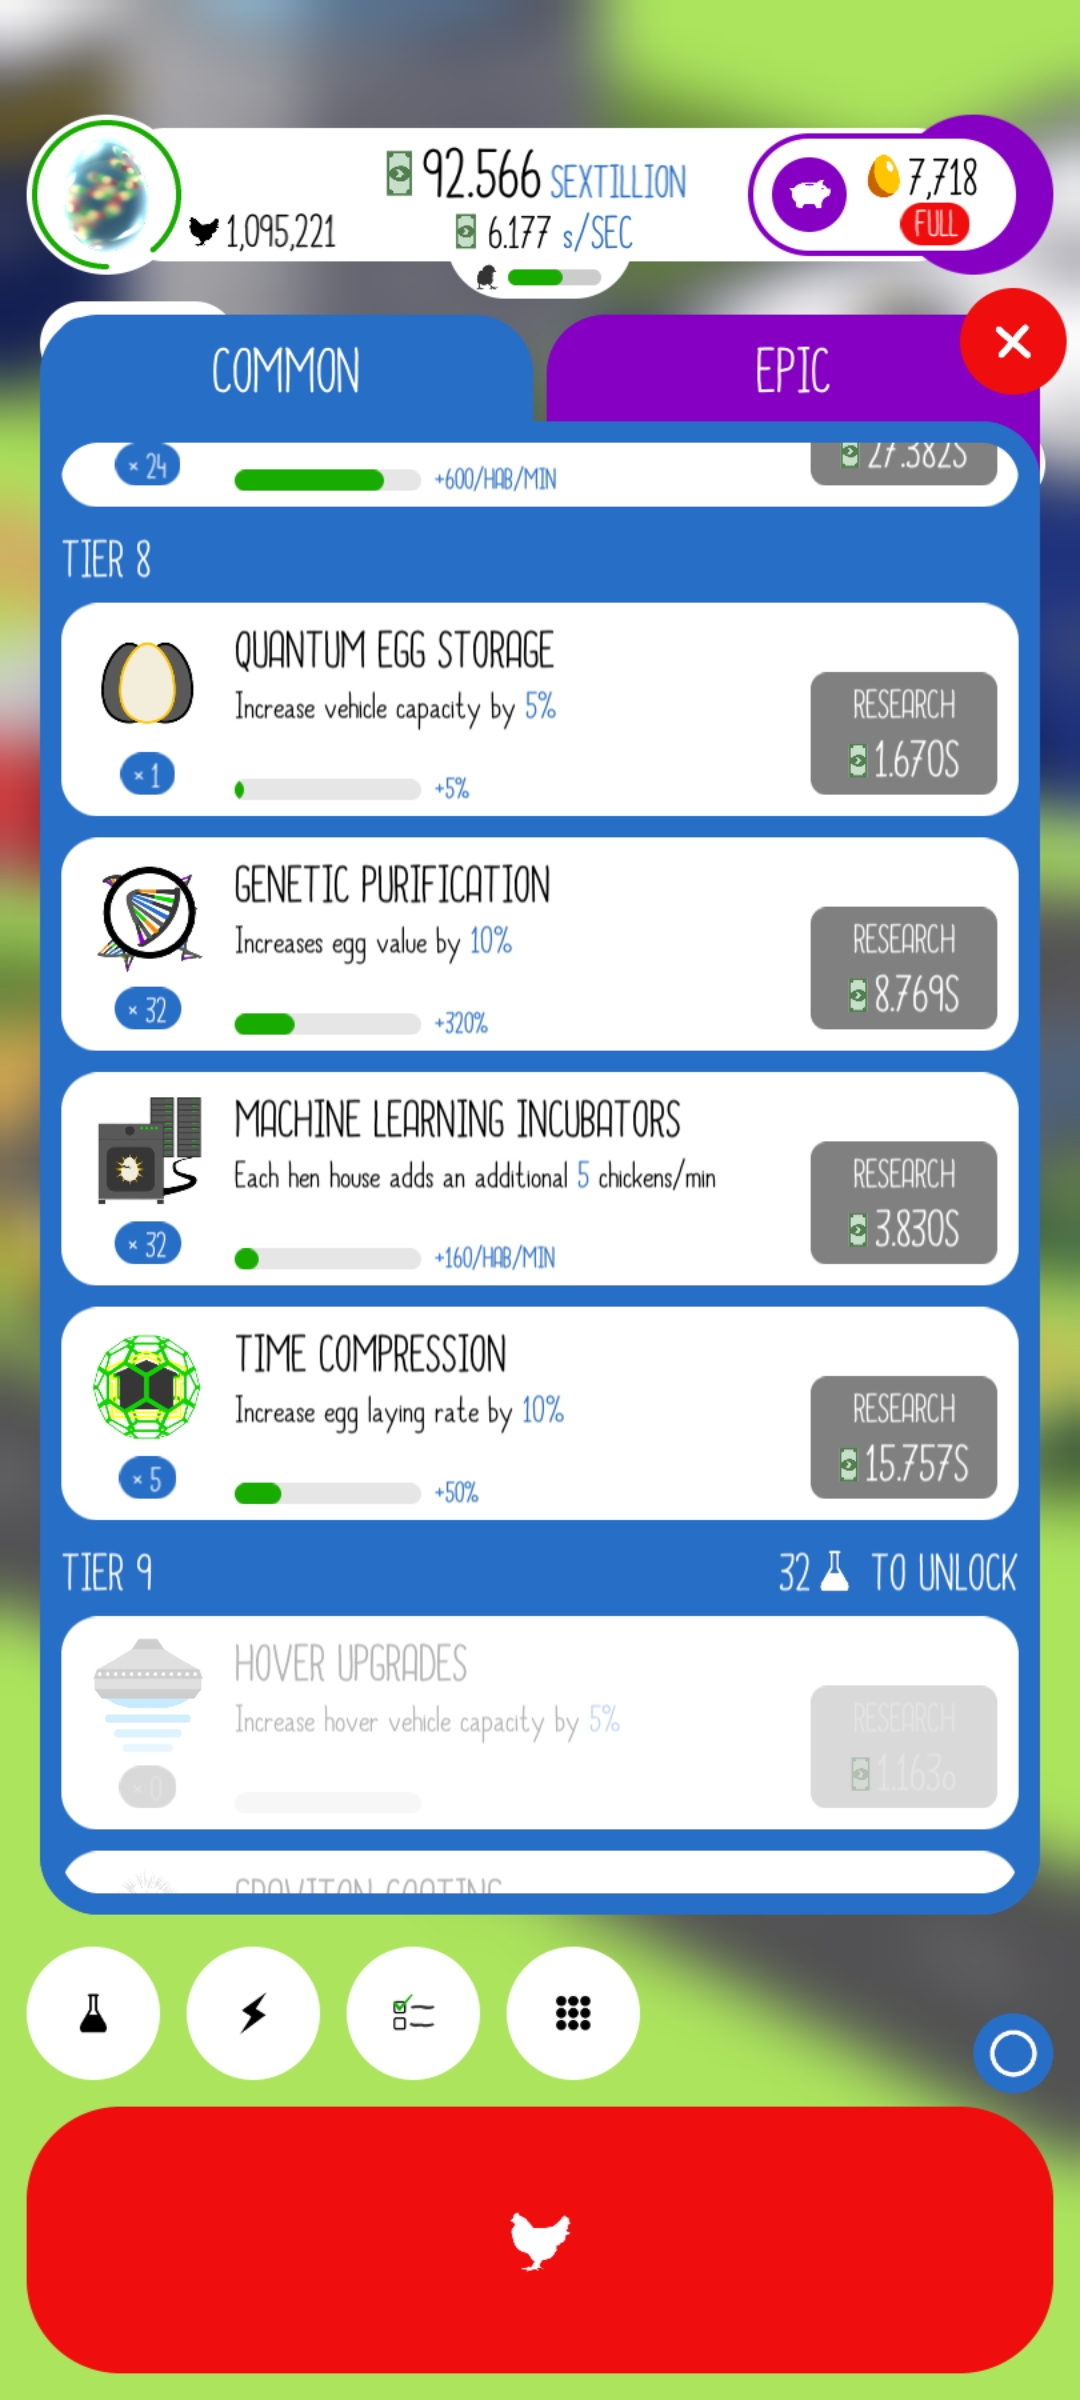 92.566 SEXTILLION
1,095,221
6.177 s/SEC
7,718
FULL
COMMON
EPIC
× 24
+600/HAB/MIN
27.382S
TIER 8
QUANTUM EGG STORAGE
Increase vehicle capacity by 5%
RESEARCH
1.670S
× 1
+5%
GENETIC PURIFICATION
Increases egg value by 10%
RESEARCH
8.769S
× 32
+320%
MACHINE LEARNING INCUBATORS
Each hen house adds an additional 5 chickens/min
RESEARCH
3.830S
× 32
+160/HAB/MIN
TIME COMPRESSION
Increase egg laying rate by 10%
RESEARCH
15.757S
× 5
+50%
TIER 9
32 TO UNLOCK
HOVER UPGRADES
Increase hover vehicle capacity by 5%
RESEARCH
1.163o
× 0
GRAVITON COATING